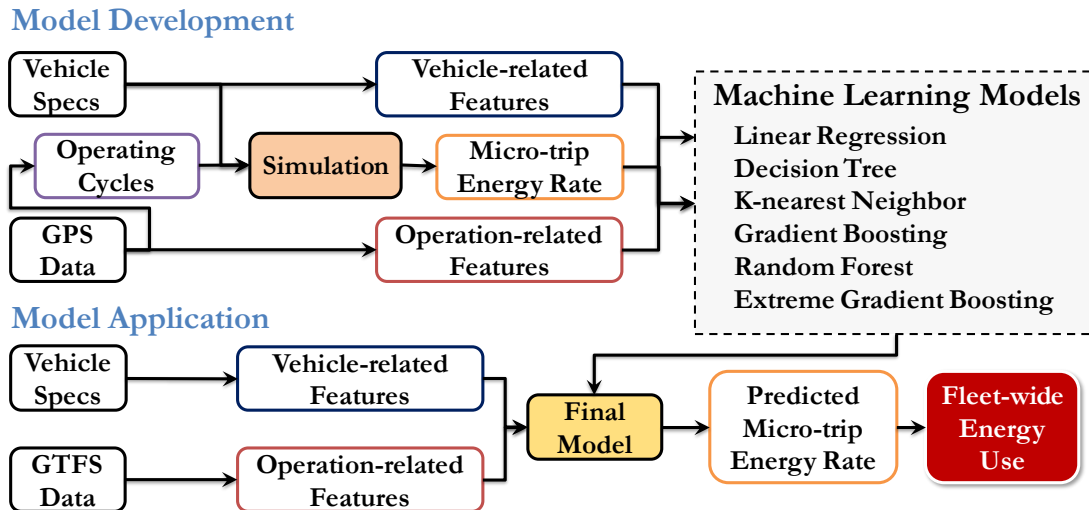 Model Development
Vehicle
Specs
Vehicle-related
Features
Operating
Cycles
Simulation
Micro-trip
Energy Rate
GPS
Data
Operation-related
Features
Machine Learning Models
Linear Regression
Decision Tree
K-nearest Neighbor
Gradient Boosting
Random Forest
Extreme Gradient Boosting
Model Application
Vehicle
Specs
Vehicle-related
Features
GTFS
Data
Operation-related
Features
Final
Model
Predicted
Micro-trip
Energy Rate
Fleet-wide
Energy
Use